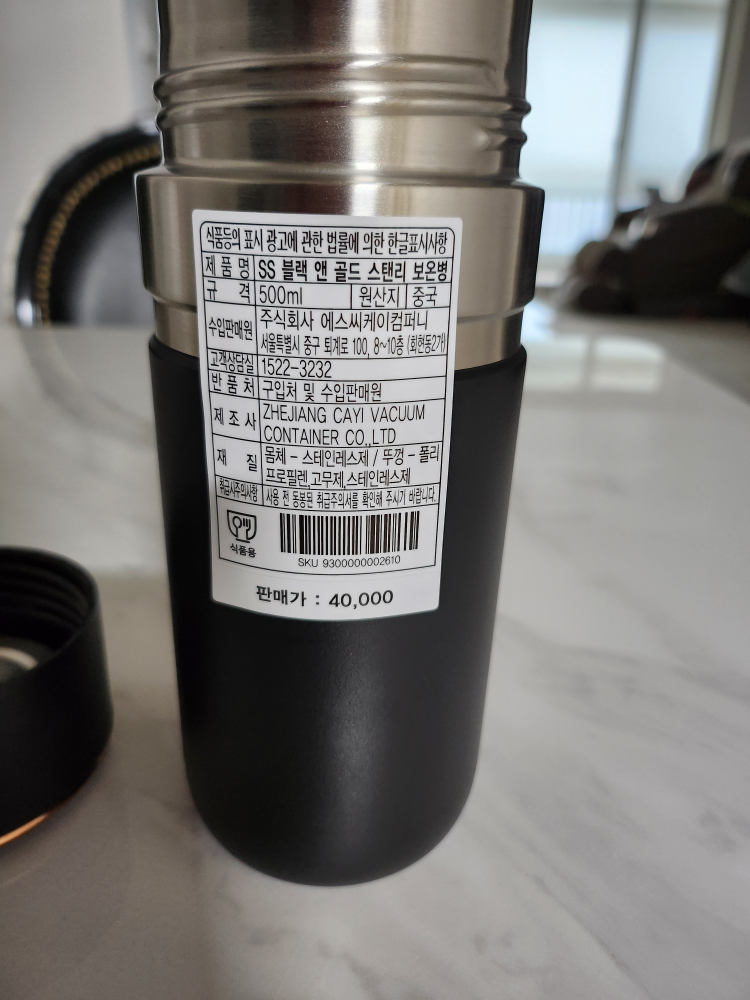 식품등의 표시 광고에 관한 법률에 의한 한글표시사항
제 품 명 SS 블랙 앤 골드 스탠리 보온병
규 격 500ml 원산지 중국
수입판매원 주식회사 에스씨케이컴퍼니
서울특별시 중구 퇴계로 100, 8~10층 (회현동2가)
고객상담실 1522-3232
반 품 처 구입처 및 수입판매원
제 조 사 ZHEJIANG CAYI VACUUM
CONTAINER CO.,LTD
재 질 몸체 - 스테인레스제 / 뚜껑 - 폴리
프로필렌,고무제,스테인레스제
취급시주의사항 사용 전 동봉된 취급주의서를 확인해 주시기 바랍니다.
식품용
SKU 9300000002610
판매가 : 40,000